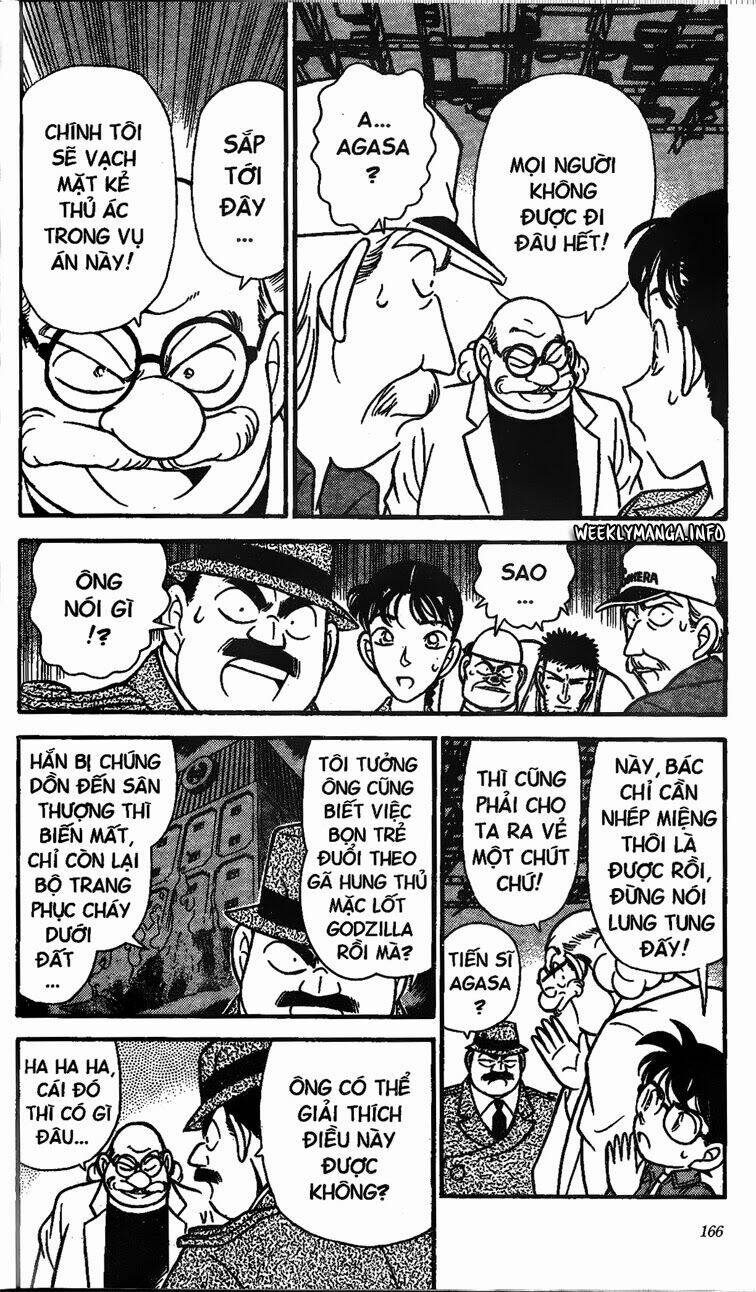 CHÍNH TÔI
SẼ VẠCH
MẶT KẺ
THỦ ÁC
TRONG VỤ
ÁN NÀY!
SẮP
TỚI
ĐÂY
...
A...
AGASA
?
MỌI NGƯỜI
KHÔNG
ĐƯỢC ĐI
ĐÂU HẾT!
WEEKLYMANGA.INFO
ÔNG
NÓI GÌ
!?
SAO
...
HẮN BỊ CHÚNG
DỒN ĐẾN SÂN
THƯỢNG THÌ
BIẾN MẤT,
CHỈ CÒN LẠI
BỘ TRANG
PHỤC CHÁY
DƯỚI
ĐẤT
...
TÔI TƯỞNG
ÔNG CŨNG
BIẾT VIỆC
BỌN TRẺ
ĐUỔI THEO
GÃ HUNG THỦ
MẶC LỐT
GODZILLA
RỒI MÀ?
THÌ CŨNG
PHẢI CHO
TA RA VẺ
MỘT CHÚT
CHỨ!
NÀY, BÁC
CHỈ CẦN
NHÉP MIỆNG
THÔI LÀ
ĐƯỢC RỒI,
ĐỪNG NÓI
LUNG TUNG
ĐẤY!
TIẾN SĨ
AGASA
?
HA HA HA,
CÁI ĐÓ
THÌ CÓ GÌ
ĐÂU...
ÔNG CÓ THỂ
GIẢI THÍCH
ĐIỀU NÀY
ĐƯỢC
KHÔNG?
166